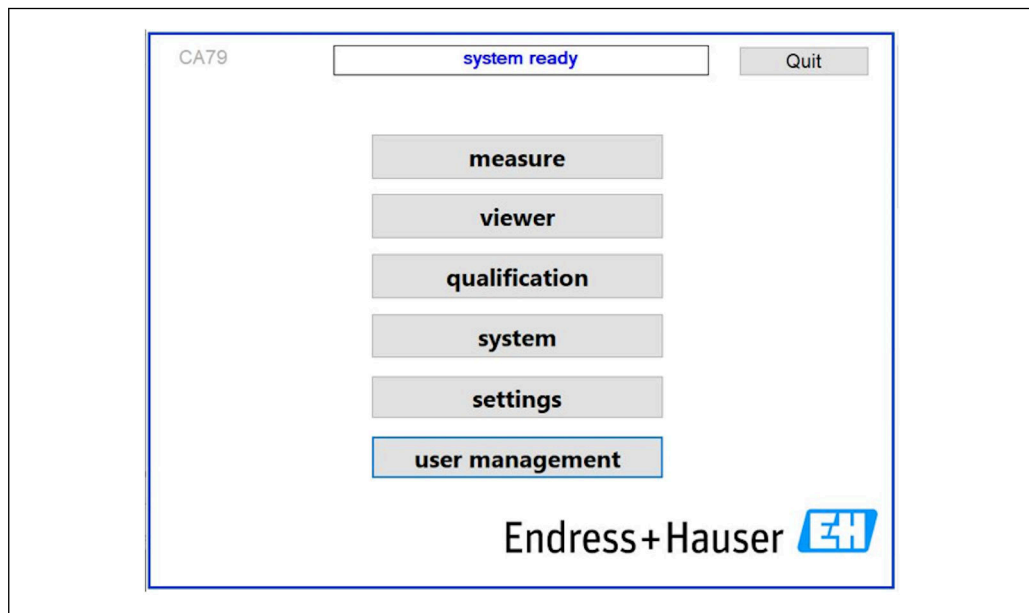 CA79
system ready
Quit
measure
viewer
qualification
system
settings
user management
Endress+Hauser EH